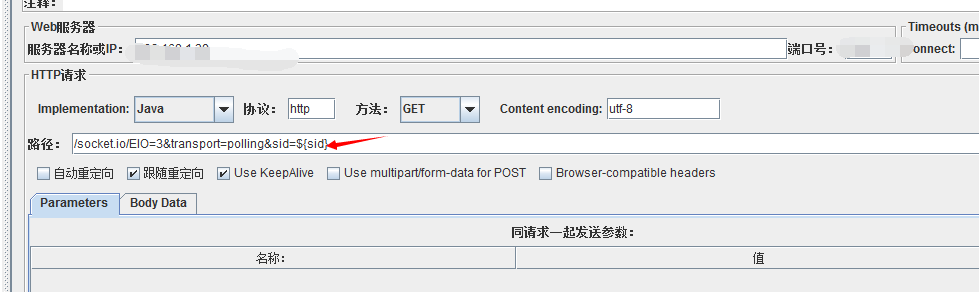 注释：
Web服务器
Timeouts (m
服务器名称或IP：
端口号：
onnect:
HTTP请求
Implementation: Java 协议： http 方法： GET Content encoding: utf-8
路径： /socket.io/EIO=3&transport=polling&sid=${sid}
自动重定向 跟随重定向 Use KeepAlive Use multipart/form-data for POST Browser-compatible headers
Parameters Body Data
同请求一起发送参数：
名称： 值